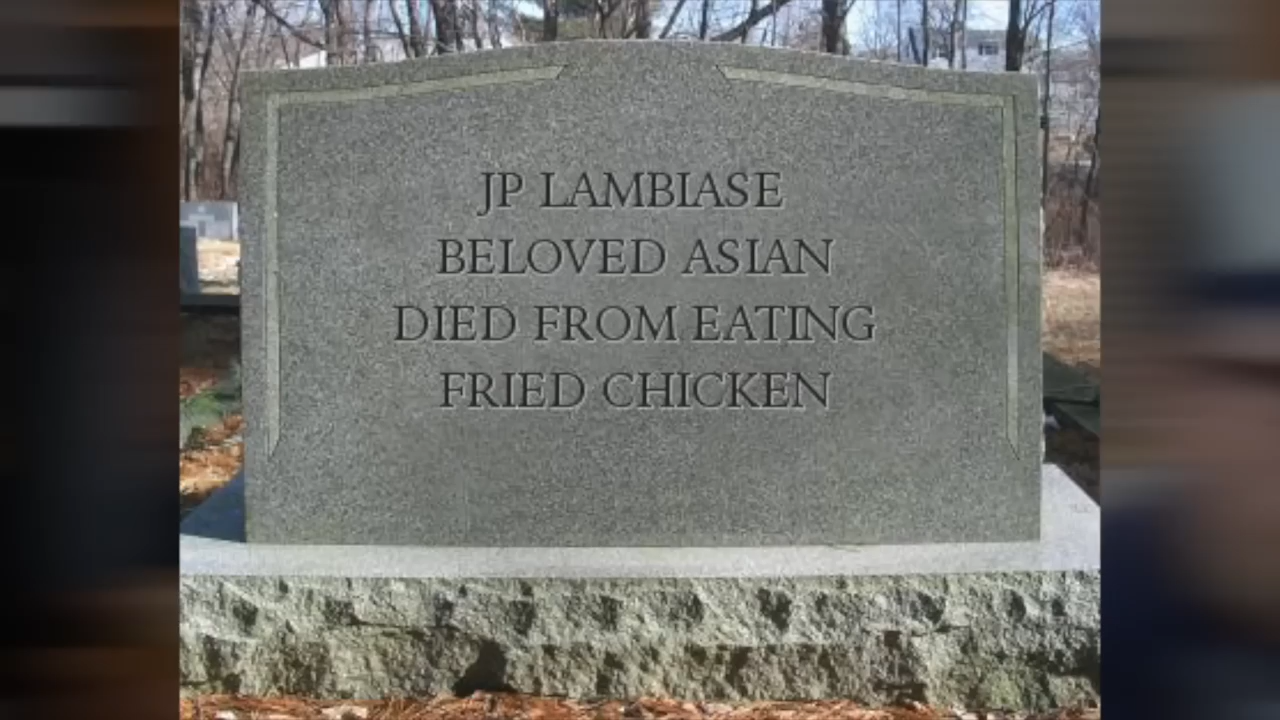 JP LAMBIASE
BELOVED ASIAN
DIED FROM EATING
FRIED CHICKEN